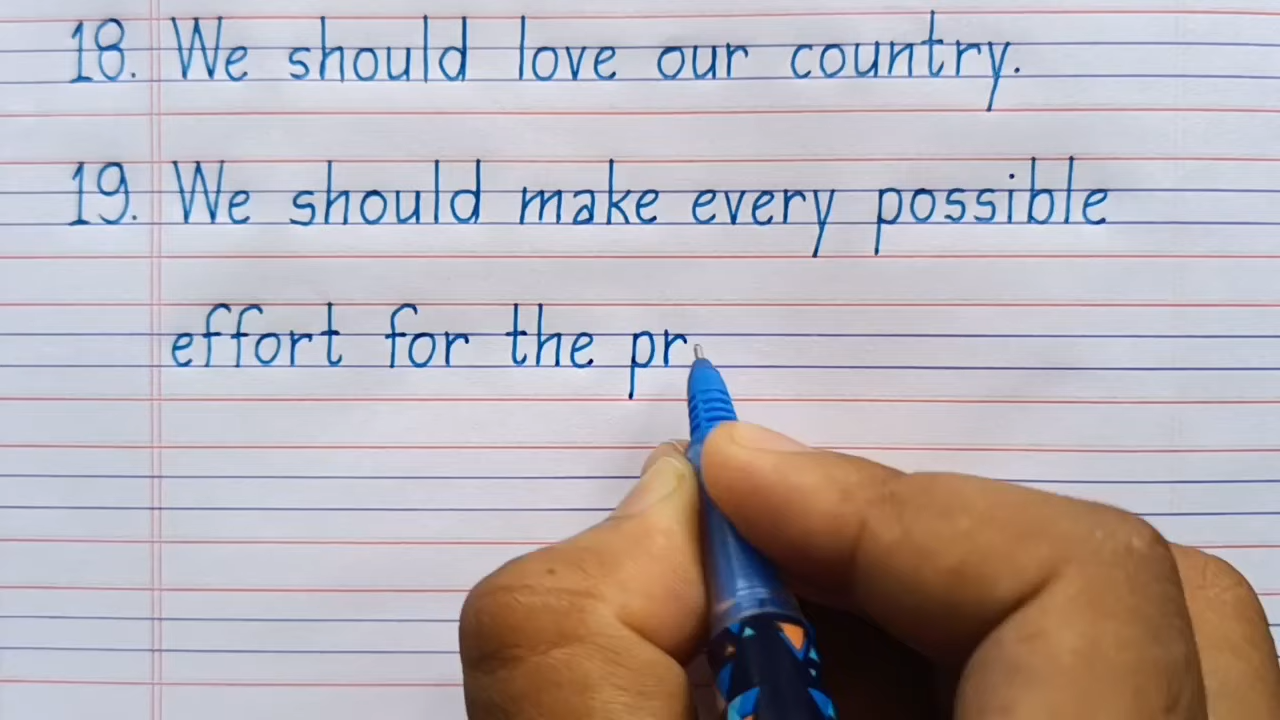 18. We should love our country.
19. We should make every possible
effort for the pr